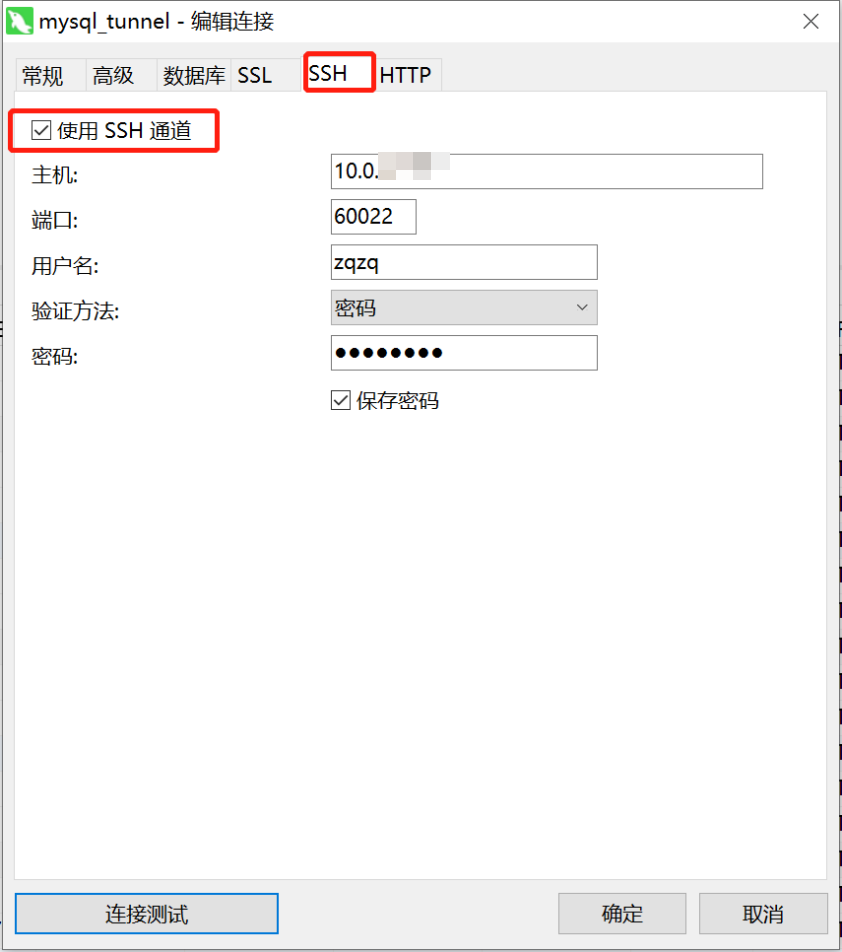 mysql_tunnel - 编辑连接
常规 高级 数据库 SSL SSH HTTP
使用 SSH 通道
主机: 10.0.
端口: 60022
用户名: zqzq
验证方法: 密码
密码: ●●●●●●●●
保存密码
连接测试 确定 取消